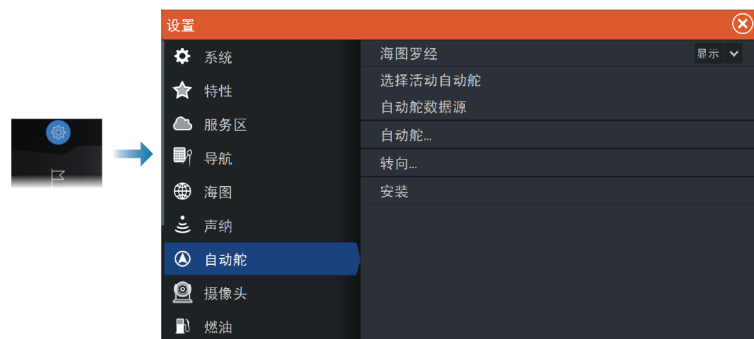 设置
系统
特性
服务区
导航
海图
声纳
自动舵
摄像头
燃油
海图罗经 显示
选择活动自动舵
自动舵数据源
自动舵...
转向...
安装